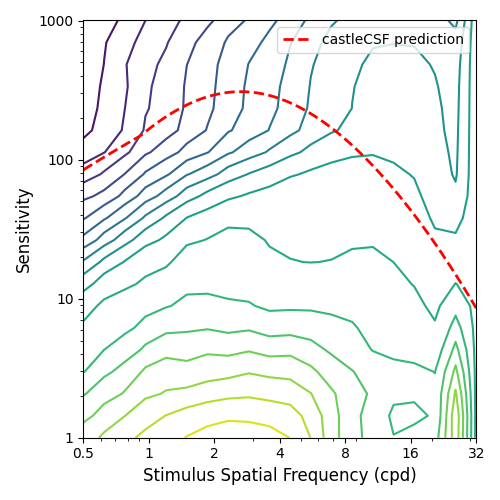 1000
castleCSF prediction
100
Sensitivity
10
1
0.5 1 2 4 8 16 32
Stimulus Spatial Frequency (cpd)